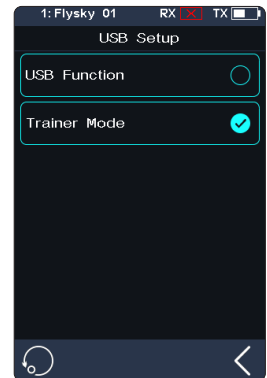 1: Flysky 01 RX TX
USB Setup
USB Function
Trainer Mode